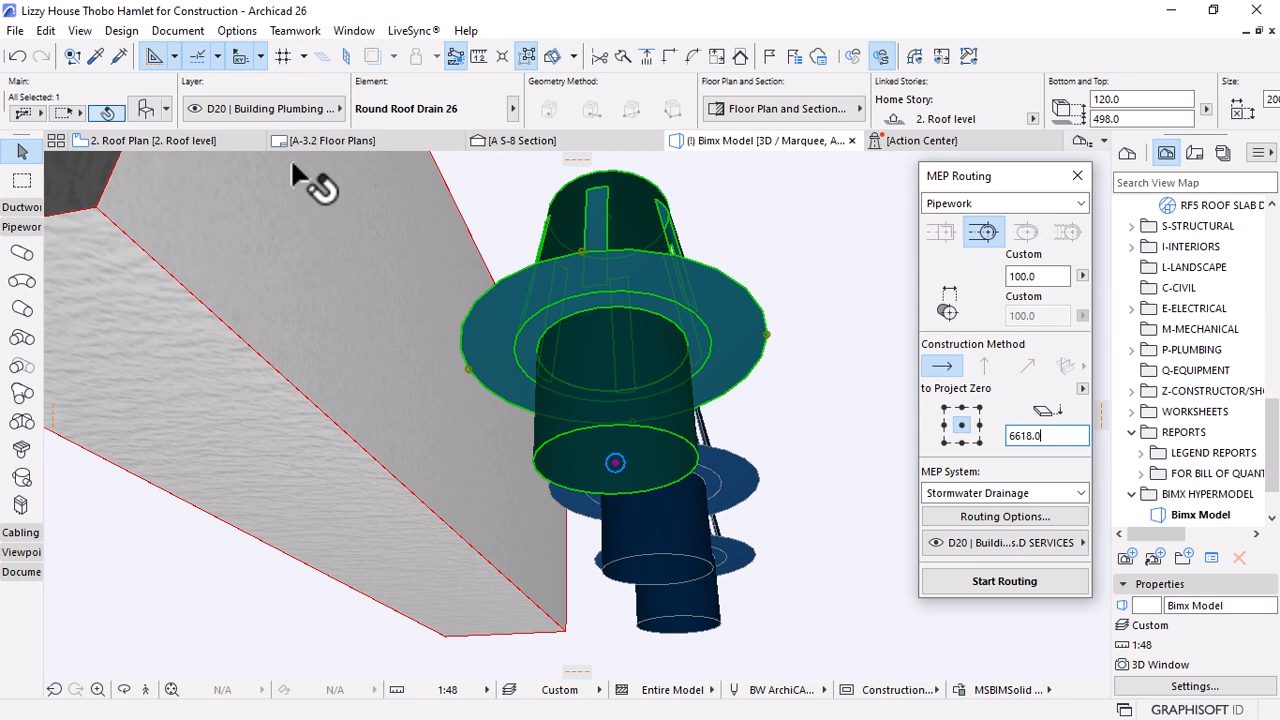 Lizzy House Thobo Hamlet for Construction - Archicad 26
File Edit View Design Document Options Teamwork Window LiveSync® Help
Main:
All Selected: 1
Layer:
D20 | Building Plumbing ...
Element:
Round Roof Drain 26
Geometry Method:
Floor Plan and Section:
Floor Plan and Section...
Linked Stories:
Home Story:
2. Roof level
Bottom and Top:
120.0
498.0
Size:
200
2. Roof Plan [2. Roof level]
[A-3.2 Floor Plans]
[A S-8 Section]
(!) Bimx Model [3D / Marquee, A...
[Action Center]
Ductwo
Pipewor
Cabling
Viewpoi
Docume
MEP Routing
Pipework
Custom
100.0
Custom
100.0
Construction Method
to Project Zero
6618.0
MEP System:
Stormwater Drainage
Routing Options...
D20 | Buildi...s.D SERVICES
Start Routing
Search View Map
RF5 ROOF SLAB D
S-STRUCTURAL
I-INTERIORS
L-LANDSCAPE
C-CIVIL
E-ELECTRICAL
M-MECHANICAL
P-PLUMBING
Q-EQUIPMENT
Z-CONSTRUCTOR/SH
WORKSHEETS
REPORTS
LEGEND REPORTS
FOR BILL OF QUANT
BIMX HYPERMODEL
Bimx Model
Properties
Bimx Model
Custom
1:48
3D Window
Settings...
N/A N/A 1:48 Custom Entire Model BW ArchiCA... Construction... MSBIMSolid ...
GRAPHISOFT ID